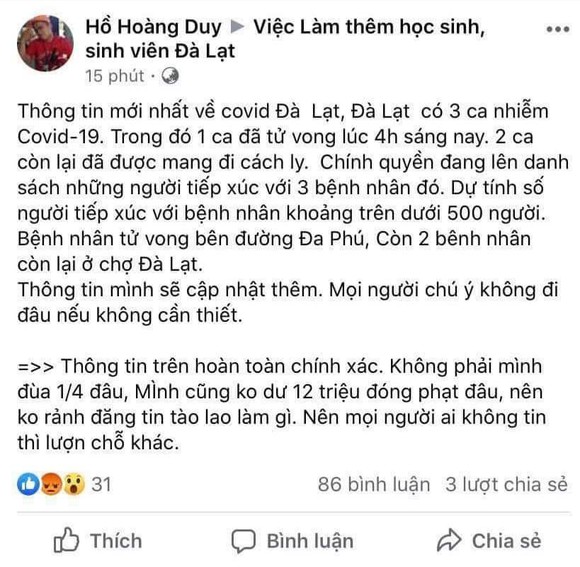 Hồ Hoàng Duy ▶ Việc Làm thêm học sinh,
sinh viên Đà Lạt
15 phút ·
Thông tin mới nhất về covid Đà Lạt, Đà Lạt có 3 ca nhiễm
Covid-19. Trong đó 1 ca đã tử vong lúc 4h sáng nay. 2 ca
còn lại đã được mang đi cách ly. Chính quyền đang lên danh
sách những người tiếp xúc với 3 bệnh nhân đó. Dự tính số
người tiếp xúc với bệnh nhân khoảng trên dưới 500 người.
Bệnh nhân tử vong bên đường Đa Phú, Còn 2 bênh nhân
còn lại ở chợ Đà Lạt.
Thông tin mình sẽ cập nhật thêm. Mọi người chú ý không đi
đâu nếu không cần thiết.
=>> Thông tin trên hoàn toàn chính xác. Không phải mình
đùa 1/4 đâu, MÌnh cũng ko dư 12 triệu đóng phạt đâu, nên
ko rảnh đăng tin tào lao làm gì. Nên mọi người ai không tin
thì lượn chỗ khác.
31 86 bình luận 3 lượt chia sẻ
Thích Bình luận Chia sẻ